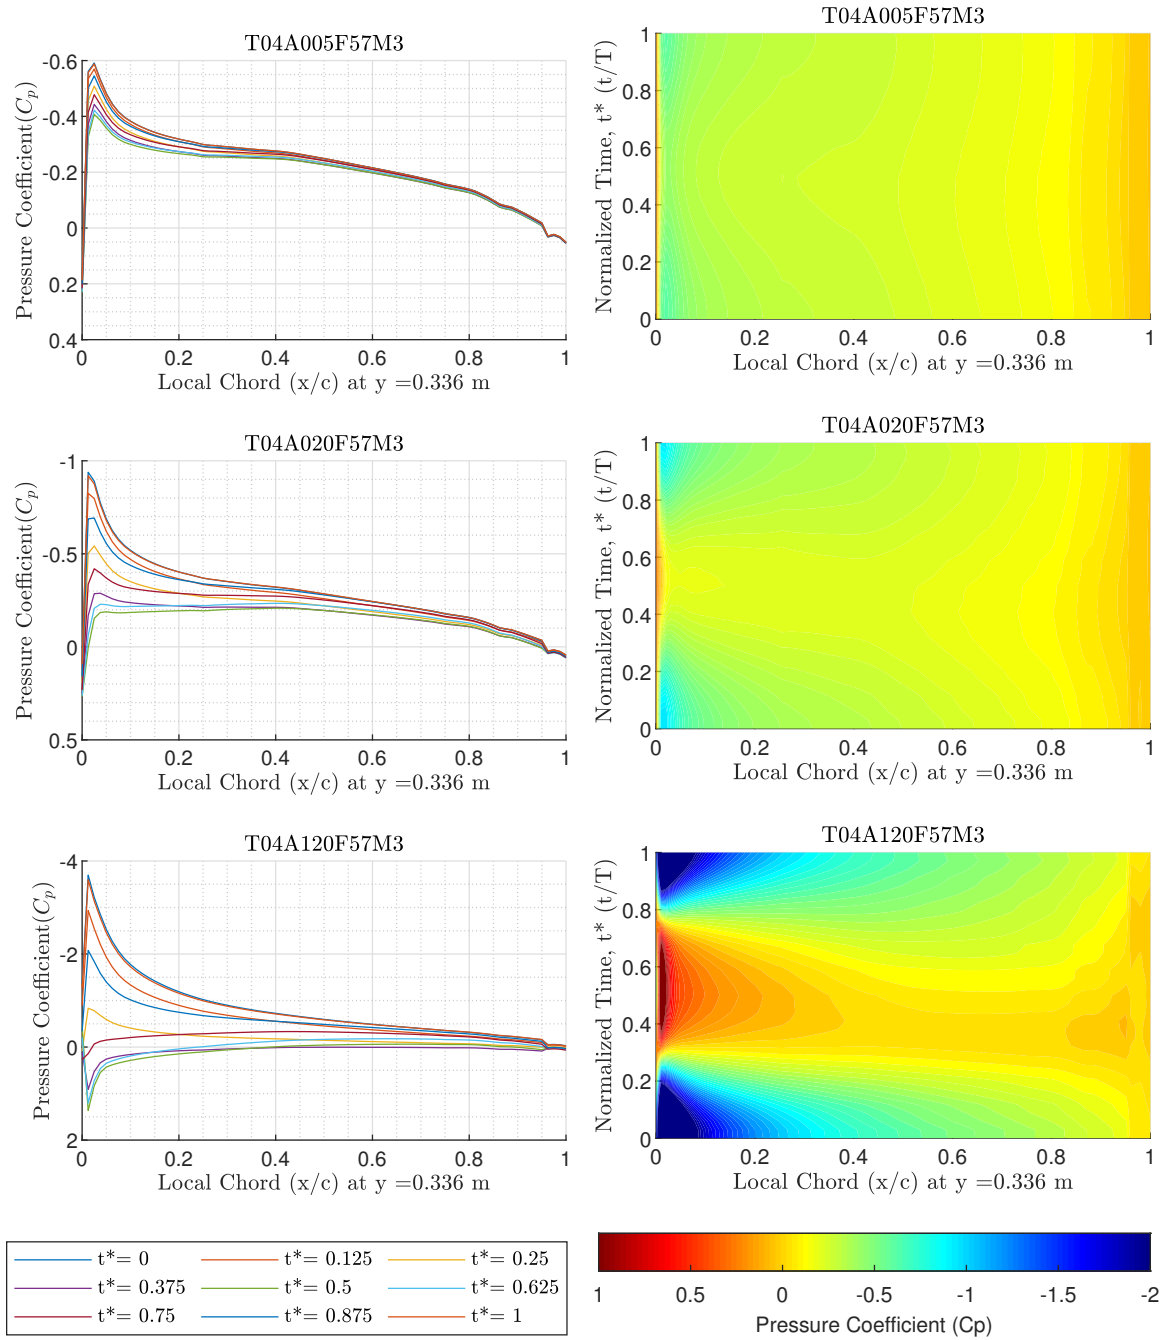 T04A005F57M3
-0.6
-0.4
-0.2
0
0.2
0.4
Pressure Coefficient(Cₚ)
0 0.2 0.4 0.6 0.8 1
Local Chord (x/c) at y =0.336 m
T04A005F57M3
1
0.8
0.6
0.4
0.2
0
Normalized Time, t* (t/T)
0 0.2 0.4 0.6 0.8 1
Local Chord (x/c) at y =0.336 m
T04A020F57M3
-1
-0.5
0
0.5
Pressure Coefficient(Cₚ)
0 0.2 0.4 0.6 0.8 1
Local Chord (x/c) at y =0.336 m
T04A020F57M3
1
0.8
0.6
0.4
0.2
0
Normalized Time, t* (t/T)
0 0.2 0.4 0.6 0.8 1
Local Chord (x/c) at y =0.336 m
T04A120F57M3
-4
-2
0
2
Pressure Coefficient(Cₚ)
0 0.2 0.4 0.6 0.8 1
Local Chord (x/c) at y =0.336 m
T04A120F57M3
1
0.8
0.6
0.4
0.2
0
Normalized Time, t* (t/T)
0 0.2 0.4 0.6 0.8 1
Local Chord (x/c) at y =0.336 m
t*= 0 t*= 0.125 t*= 0.25
t*= 0.375 t*= 0.5 t*= 0.625
t*= 0.75 t*= 0.875 t*= 1
1 0.5 0 -0.5 -1 -1.5 -2
Pressure Coefficient (Cp)